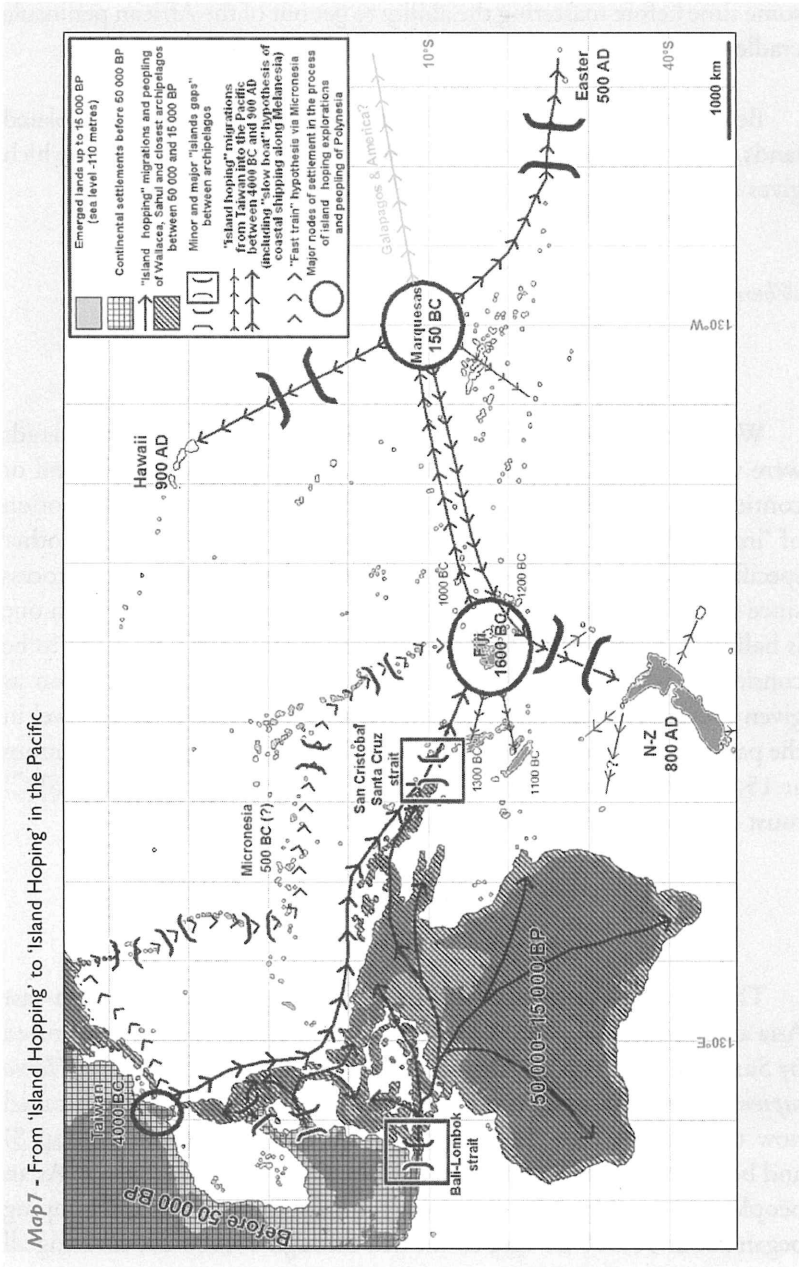 Map7 - From 'Island Hopping' to 'Island Hoping' in the Pacific
Emerged lands up to 15 000 BP
(sea level -110 metres)
Continental settlements before 50 000 BP
"Island hopping" migrations and peopling
of Wallacea, Sahul and closest archipelagos
between 50 000 and 15 000 BP
Minor and major "islands gaps"
between archipelagos
"Island hoping" migrations
from Taiwan into the Pacific
between 4000 BC and 900 AD
(including "slow boat" hypothesis of
coastal shipping along Melanesia)
"Fast train" hypothesis via Micronesia
Major nodes of settlement in the process
of island hoping explorations
and peopling of Polynesia
Before 50 000 BP
Taiwan
4000 BC
Micronesia
500 BC (?)
Hawaii
900 AD
Galapagos & America?
Marquesas
150 BC
Easter
500 AD
San Cristobal
Santa Cruz
strait
Fiji
1600 BC
1000 BC
1200 BC
1300 BC
1100 BC
?
N-Z
800 AD
Bali-Lombok
strait
50 000 - 15 000 BP
130°E
130°W
10°S
40°S
1000 km